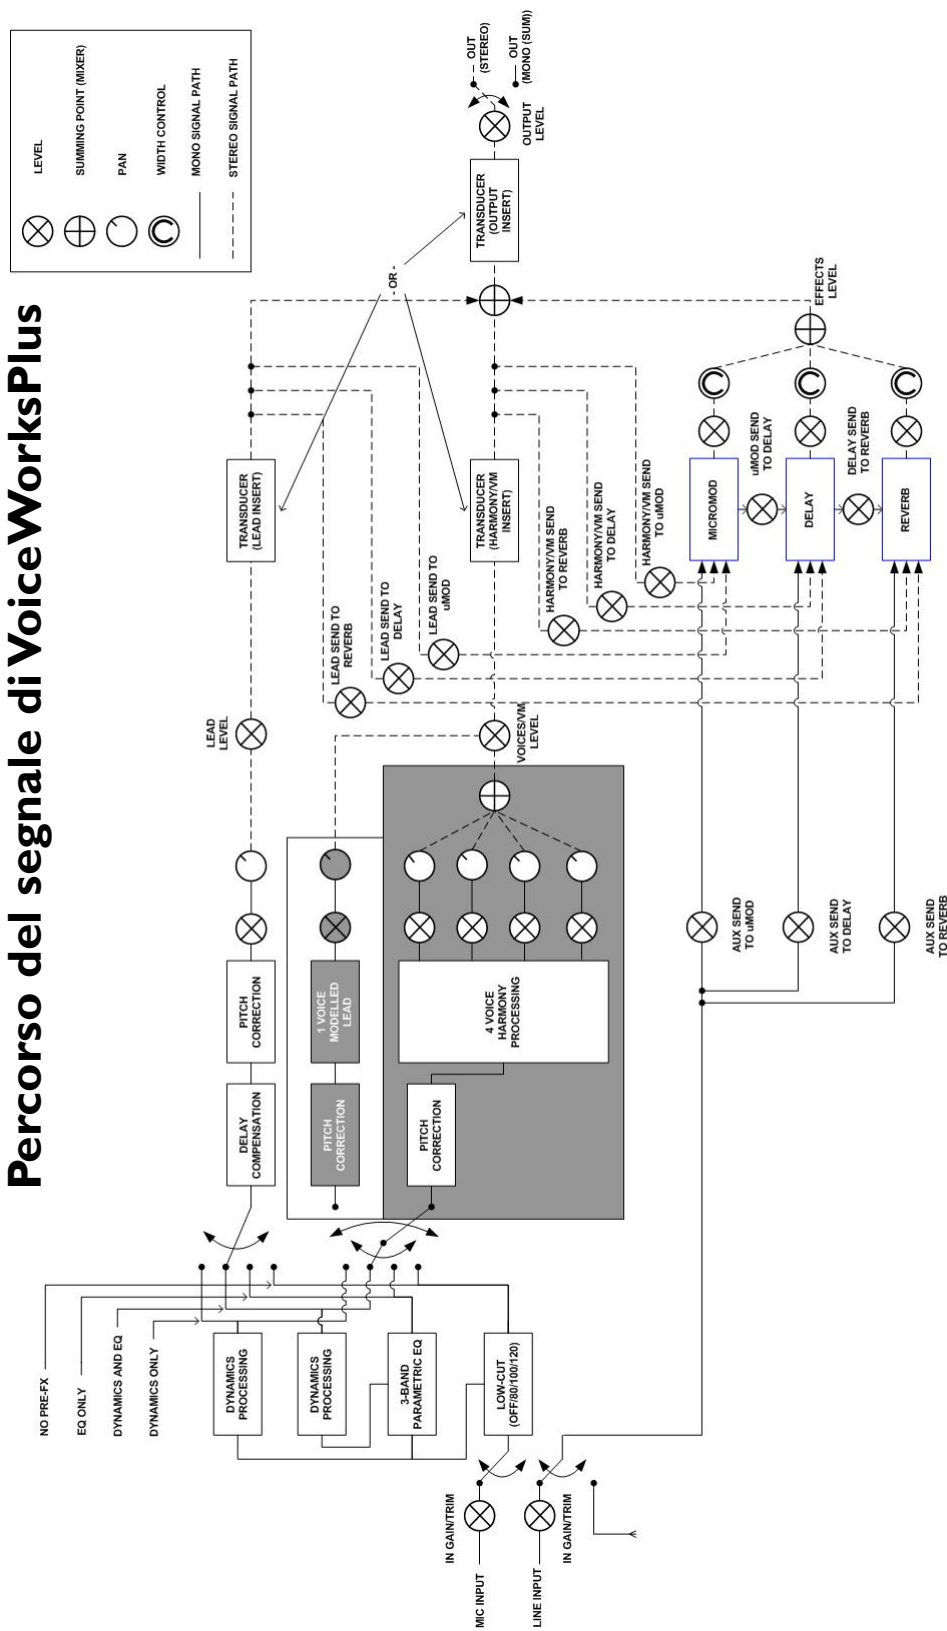 Percorso del segnale di VoiceWorksPlus
LEVEL
SUMMING POINT (MIXER)
PAN
WIDTH CONTROL
MONO SIGNAL PATH
STEREO SIGNAL PATH
NO PRE-FX
EQ ONLY
DYNAMICS AND EQ
DYNAMICS ONLY
DYNAMICS
PROCESSING
DYNAMICS
PROCESSING
3-BAND
PARAMETRIC EQ
LOW-CUT
(OFF/80/100/120)
IN GAIN/TRIM
MIC INPUT
LINE INPUT
IN GAIN/TRIM
DELAY
COMPENSATION
PITCH
CORRECTION
PITCH
CORRECTION
1 VOICE
MODELLED
LEAD
PITCH
CORRECTION
4 VOICE
HARMONY
PROCESSING
LEAD
LEVEL
VOICES/VM
LEVEL
AUX SEND
TO uMOD
AUX SEND
TO DELAY
AUX SEND
TO REVERB
LEAD SEND TO
REVERB
LEAD SEND TO
DELAY
LEAD SEND TO
uMOD
HARMONY/VM SEND
TO REVERB
HARMONY/VM SEND
TO DELAY
HARMONY/VM SEND
TO uMOD
TRANSDUCER
(LEAD INSERT)
TRANSDUCER
(HARMONY/VM
INSERT)
MICROMOD
uMOD SEND
TO DELAY
DELAY
DELAY SEND
TO REVERB
REVERB
EFFECTS
LEVEL
- OR -
TRANSDUCER
(OUTPUT
INSERT)
OUTPUT
LEVEL
OUT
(STEREO)
OUT
(MONO (SUM))